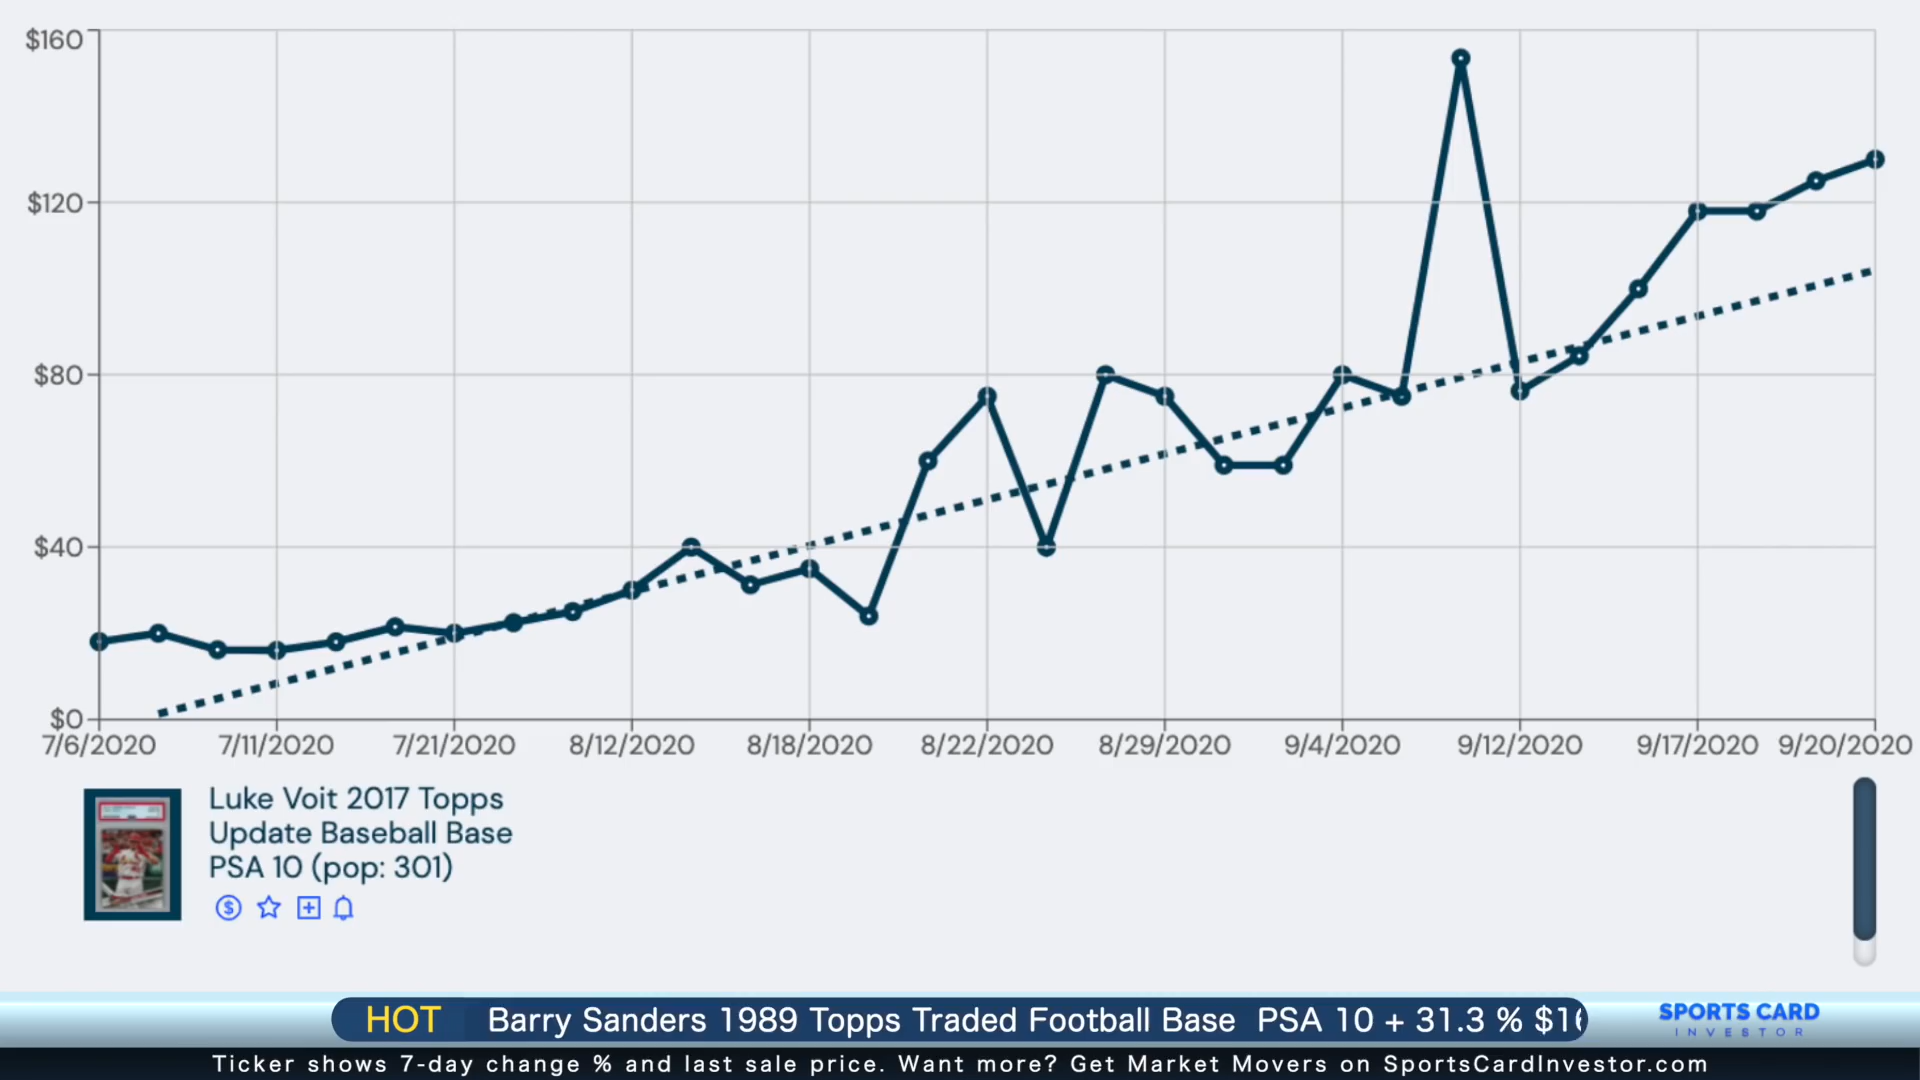 $160
$120
$80
$40
$0
7/6/2020 7/11/2020 7/21/2020 8/12/2020 8/18/2020 8/22/2020 8/29/2020 9/4/2020 9/12/2020 9/17/2020 9/20/2020
Luke Voit 2017 Topps
Update Baseball Base
PSA 10 (pop: 301)
HOT Barry Sanders 1989 Topps Traded Football Base PSA 10 + 31.3 %
SPORTS CARD
INVESTOR
Ticker shows 7-day change % and last sale price. Want more? Get Market Movers on SportsCardInvestor.com